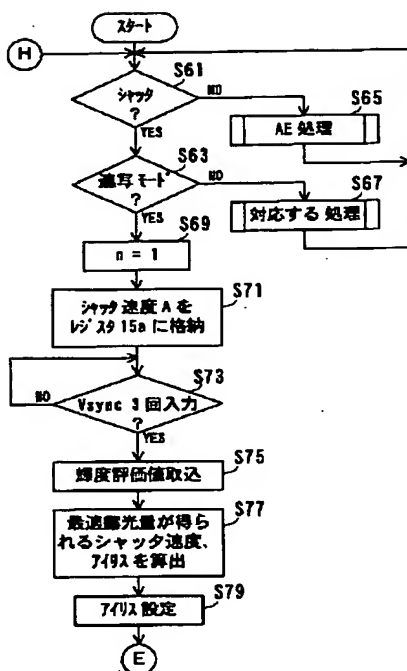 スタート
H
S61
シャッタ
?
NO
YES
S65
AE 処理
S63
連写 モード
?
NO
YES
S67
対応する 処理
S69
n = 1
S71
シャッタ 速度 A を
レジスタ 15a に 格納
S73
Vsync 3 回入力
?
NO
YES
S75
輝度評価値取込
S77
最適露光量が得ら
れるシャッタ速度、
アイリス を 算出
S79
アイリス 設定
E